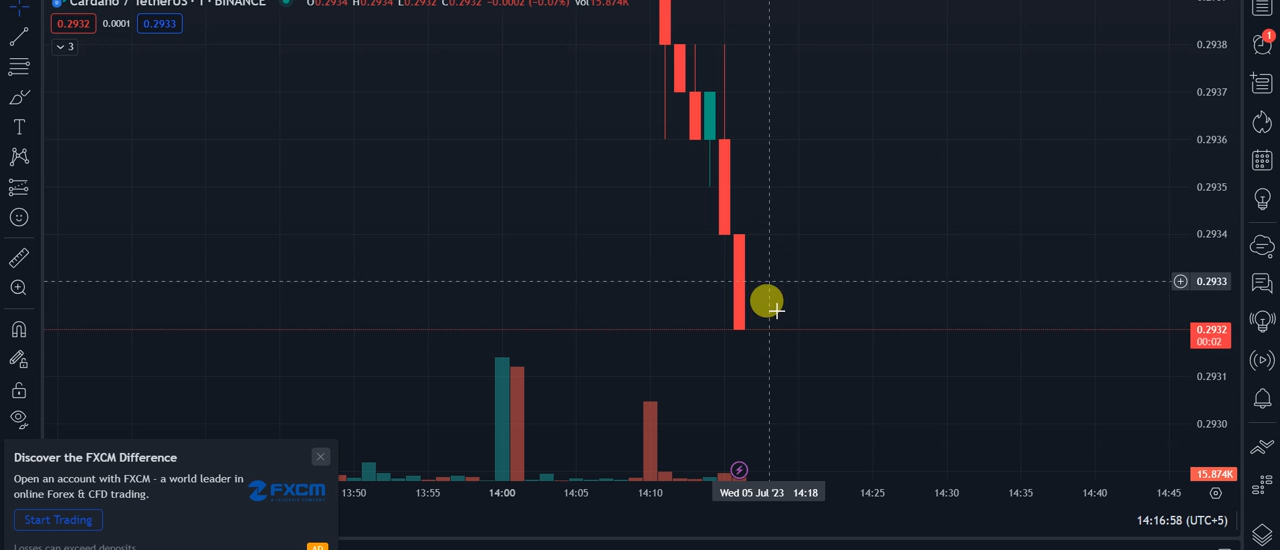 Cardano / TetherUS · 1 · BINANCE O0.2934 H0.2934 L0.2932 C0.2932 −0.0002 (−0.07%) Vol15.874K
0.2932 0.0001 0.2933
3
0.2938
0.2937
0.2936
0.2935
0.2934
0.2933
0.2932
00:02
0.2931
0.2930
15.874K
1
13:50 13:55 14:00 14:05 14:10 Wed 05 Jul '23 14:18 14:25 14:30 14:35 14:40 14:45
14:16:58 (UTC+5)
Discover the FXCM Difference
Open an account with FXCM - a world leader in
online Forex & CFD trading.
FXCM
Start Trading
Losses can exceed deposits
AD